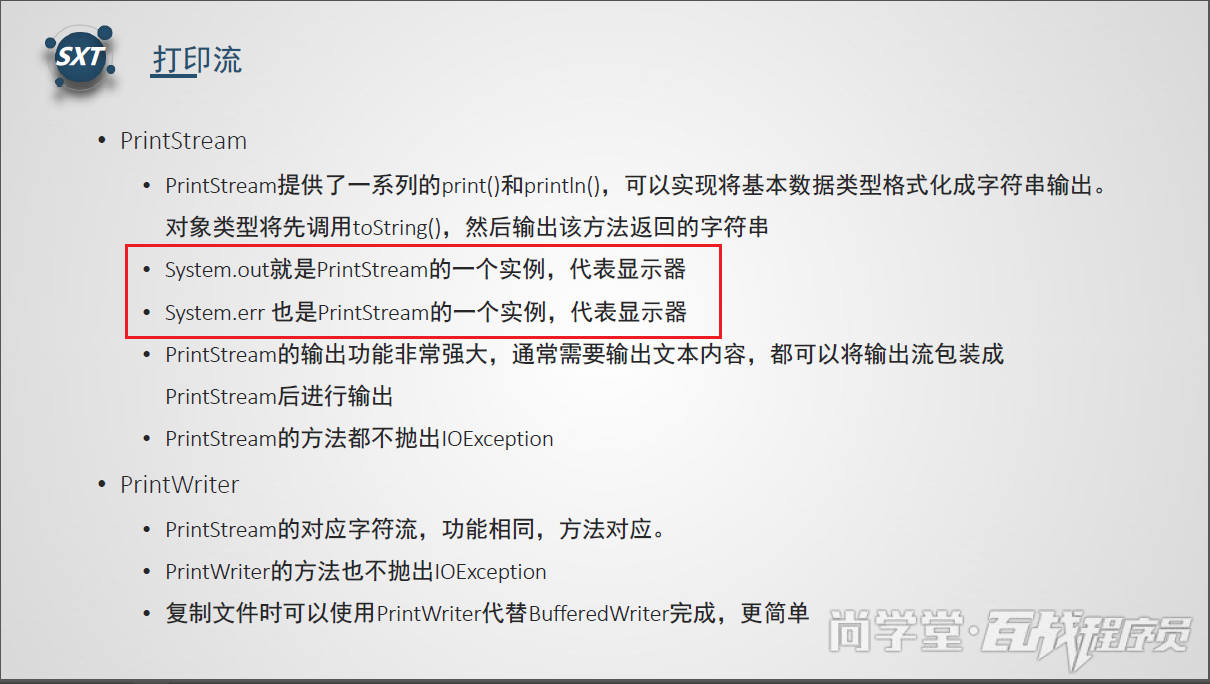 SXT
打印流
• PrintStream
• PrintStream提供了一系列的print()和println()，可以实现将基本数据类型格式化成字符串输出。
对象类型将先调用toString()，然后输出该方法返回的字符串
• System.out就是PrintStream的一个实例，代表显示器
• System.err 也是PrintStream的一个实例，代表显示器
• PrintStream的输出功能非常强大，通常需要输出文本内容，都可以将输出流包装成
PrintStream后进行输出
• PrintStream的方法都不抛出IOException
• PrintWriter
• PrintStream的对应字符流，功能相同，方法对应。
• PrintWriter的方法也不抛出IOException
• 复制文件时可以使用PrintWriter代替BufferedWriter完成，更简单
尚学堂·百战程序员